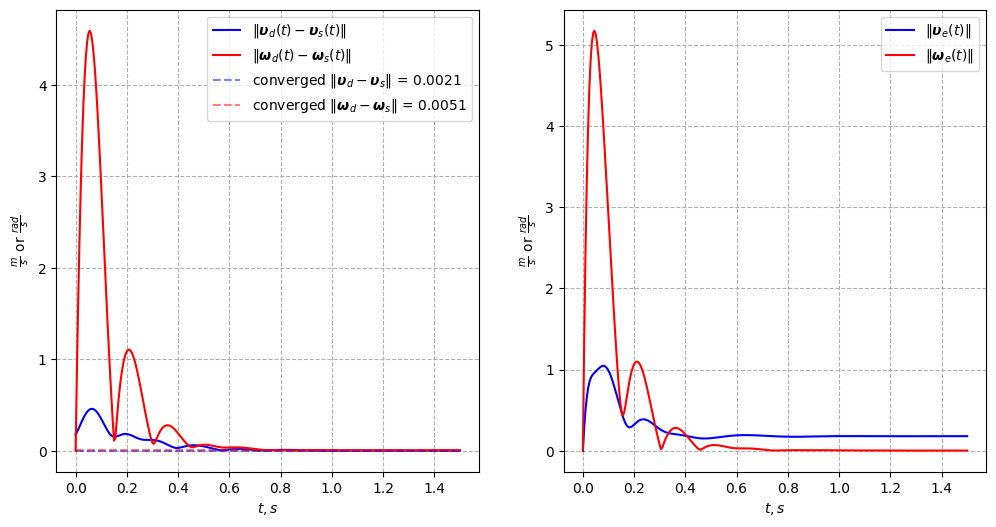 ‖𝝊_d(t) − 𝝊_s(t)‖
‖𝝎_d(t) − 𝝎_s(t)‖
converged ‖𝝊_d − 𝝊_s‖ = 0.0021
converged ‖𝝎_d − 𝝎_s‖ = 0.0051
4
3
2
1
0
m/s or rad/s
0.0 0.2 0.4 0.6 0.8 1.0 1.2 1.4
t, s
‖𝝊_e(t)‖
‖𝝎_e(t)‖
5
4
3
2
1
0
m/s or rad/s
0.0 0.2 0.4 0.6 0.8 1.0 1.2 1.4
t, s